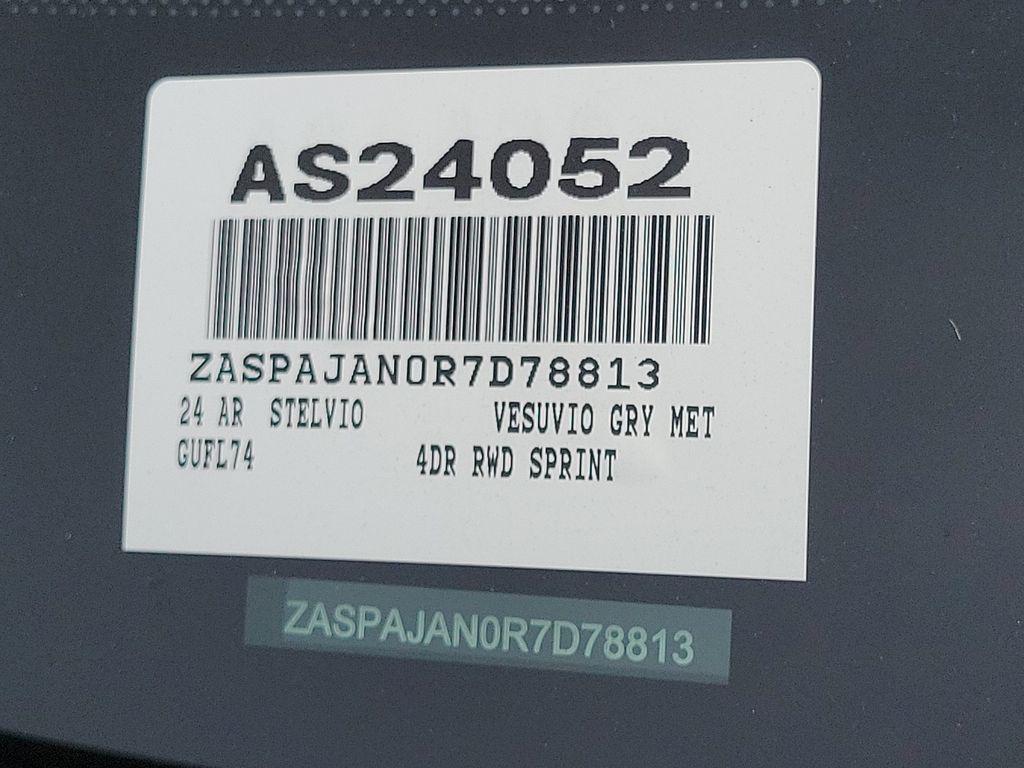 AS24052
ZASPAJAN0R7D78813
24 AR STELVIO VESUVIO GRY MET
GUFL74 4DR RWD SPRINT
ZASPAJAN0R7D78813